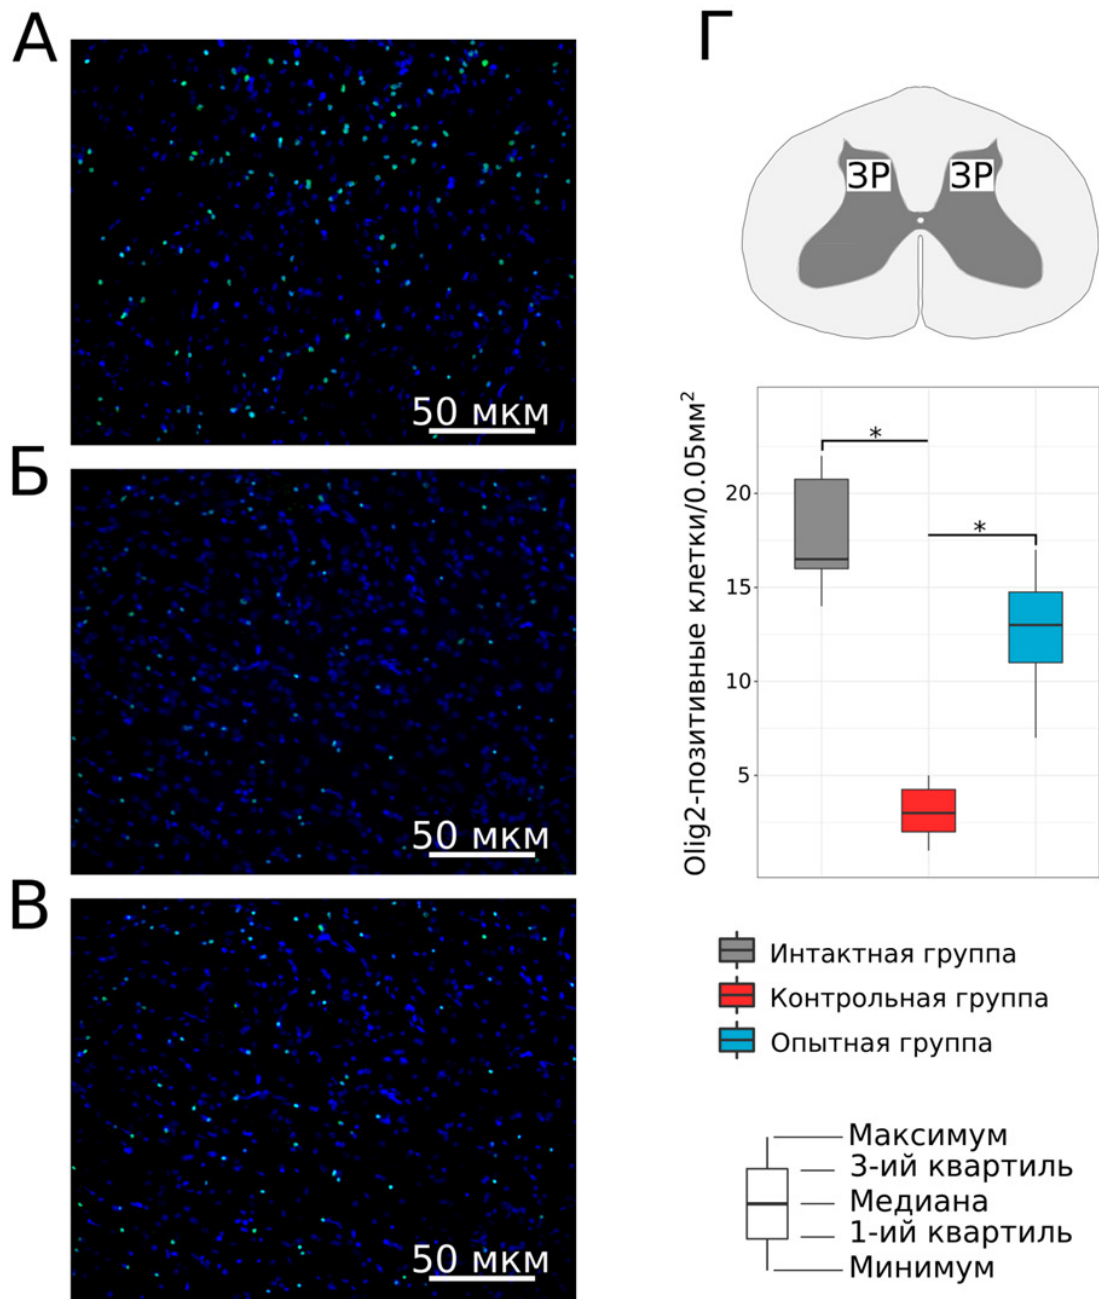 А
50 мкм
Б
50 мкм
В
50 мкм
Г
ЗР ЗР
Olig2-позитивные клетки/0.05мм²
20
15
10
5
*
*
Интактная группа
Контрольная группа
Опытная группа
Максимум
3-ий квартиль
Медиана
1-ий квартиль
Минимум